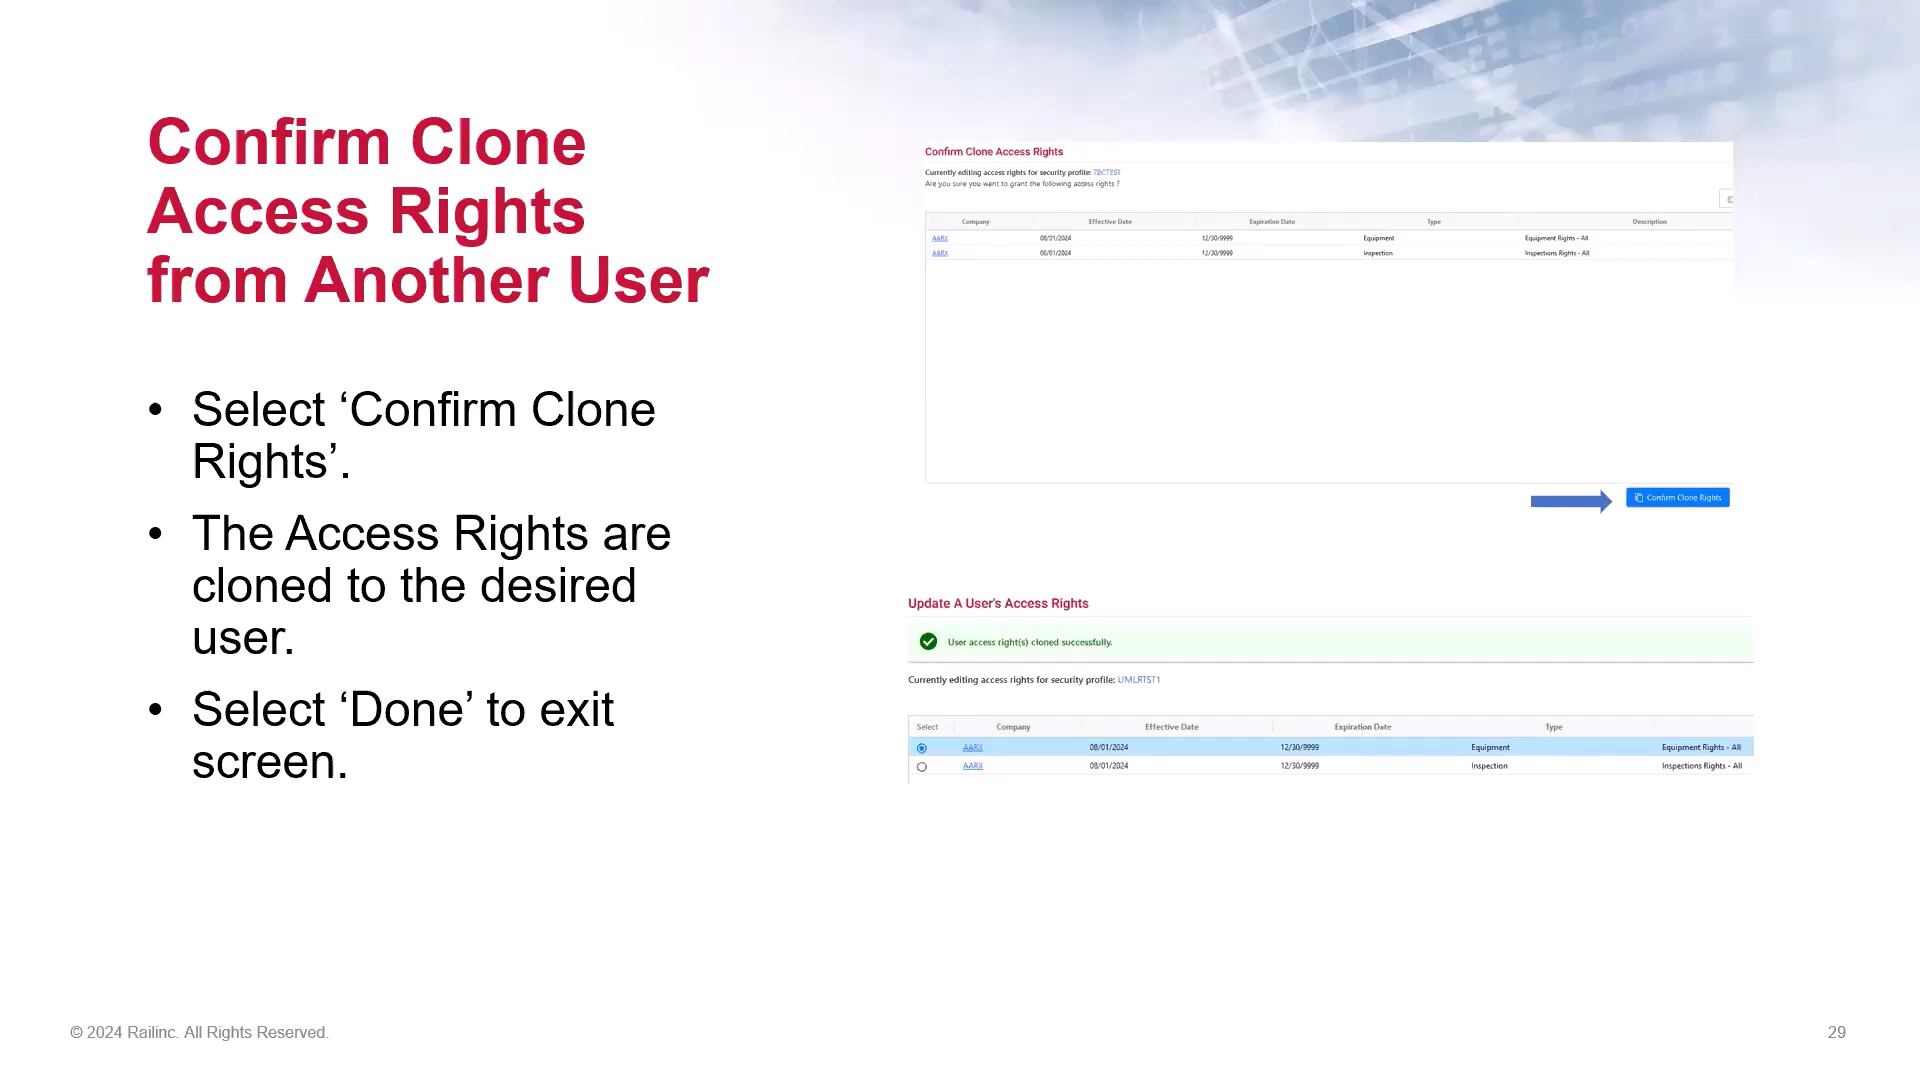 Confirm Clone
Access Rights
from Another User
• Select ‘Confirm Clone
Rights’.
• The Access Rights are
cloned to the desired
user.
• Select ‘Done’ to exit
screen.
Confirm Clone Access Rights
Currently editing access rights for security profile: TBCTEST
Are you sure you want to grant the following access rights ?
Company Effective Date Expiration Date Type Description
AARX 08/01/2024 12/30/9999 Equipment Equipment Rights - All
AARX 08/01/2024 12/30/9999 Inspection Inspections Rights - All
Confirm Clone Rights
Update A User's Access Rights
User access right(s) cloned successfully.
Currently editing access rights for security profile: UMLRTST1
Select Company Effective Date Expiration Date Type
AARX 08/01/2024 12/30/9999 Equipment Equipment Rights - All
AARX 08/01/2024 12/30/9999 Inspection Inspections Rights - All
© 2024 Railinc. All Rights Reserved.
29